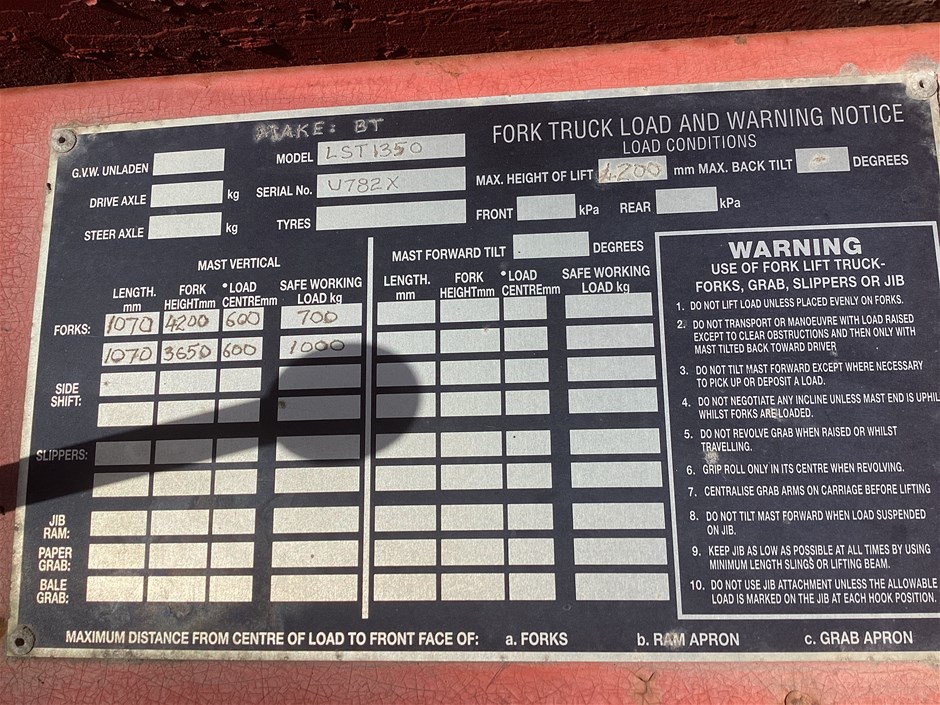 MAKE: BT
FORK TRUCK LOAD AND WARNING NOTICE
LOAD CONDITIONS
G.V.W. UNLADEN
MODEL LST1350
MAX. HEIGHT OF LIFT 4200 mm MAX. BACK TILT - DEGREES
DRIVE AXLE kg
SERIAL No. U782X
STEER AXLE kg
TYRES
FRONT kPa REAR kPa
MAST VERTICAL
MAST FORWARD TILT DEGREES
LENGTH. mm FORK HEIGHTmm *LOAD CENTREmm SAFE WORKING LOAD kg
LENGTH. mm FORK HEIGHTmm *LOAD CENTREmm SAFE WORKING LOAD kg
FORKS: 1070 4200 600 700
1070 3650 600 1000
SIDE
SHIFT:
SLIPPERS:
JIB
RAM:
PAPER
GRAB:
BALE
GRAB:
WARNING
USE OF FORK LIFT TRUCK-
FORKS, GRAB, SLIPPERS OR JIB
1. DO NOT LIFT LOAD UNLESS PLACED EVENLY ON FORKS.
2. DO NOT TRANSPORT OR MANOEUVRE WITH LOAD RAISED
EXCEPT TO CLEAR OBSTRUCTIONS AND THEN ONLY WITH
MAST TILTED BACK TOWARD DRIVER
3. DO NOT TILT MAST FORWARD EXCEPT WHERE NECESSARY
TO PICK UP OR DEPOSIT A LOAD.
4. DO NOT NEGOTIATE ANY INCLINE UNLESS MAST END IS UPHIL
WHILST FORKS ARE LOADED.
5. DO NOT REVOLVE GRAB WHEN RAISED OR WHILST
TRAVELLING.
6. GRIP ROLL ONLY IN ITS CENTRE WHEN REVOLVING.
7. CENTRALISE GRAB ARMS ON CARRIAGE BEFORE LIFTING
8. DO NOT TILT MAST FORWARD WHEN LOAD SUSPENDED
ON JIB.
9. KEEP JIB AS LOW AS POSSIBLE AT ALL TIMES BY USING
MINIMUM LENGTH SLINGS OR LIFTING BEAM.
10. DO NOT USE JIB ATTACHMENT UNLESS THE ALLOWABLE
LOAD IS MARKED ON THE JIB AT EACH HOOK POSITION.
MAXIMUM DISTANCE FROM CENTRE OF LOAD TO FRONT FACE OF: a. FORKS b. RAM APRON c. GRAB APRON